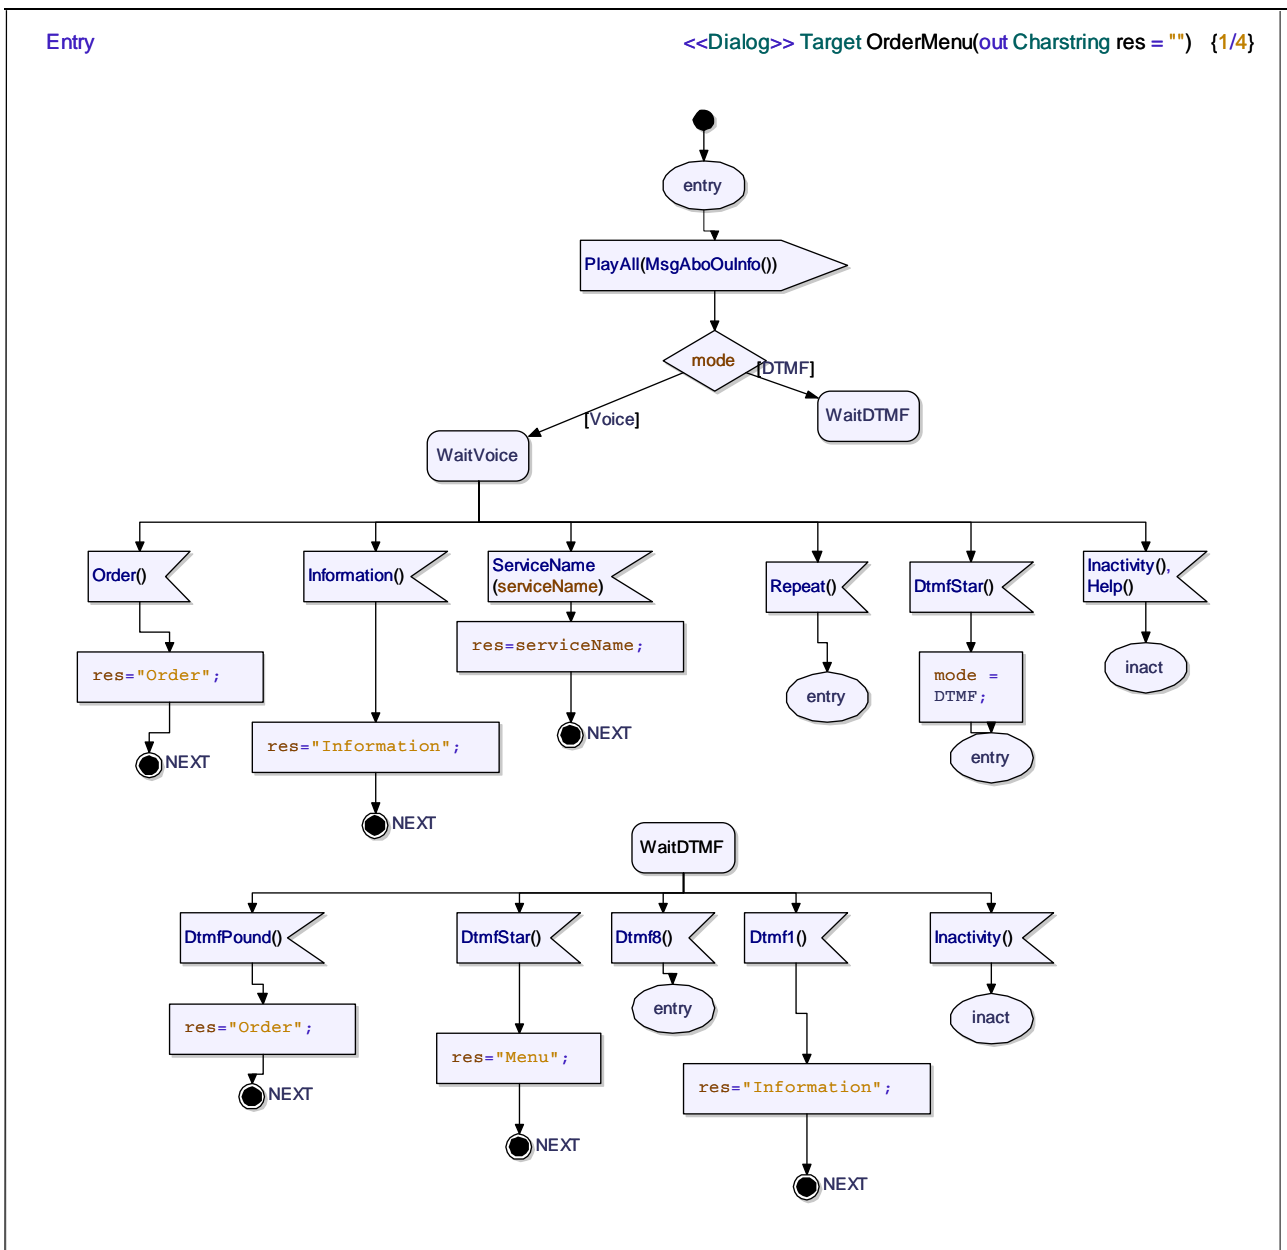 Entry
<<Dialog>> Target OrderMenu(out Charstring res = "") {1/4}
entry
PlayAll(MsgAboOuInfo())
mode
[DTMF]
[Voice]
WaitDTMF
WaitVoice
Order()
Information()
ServiceName
(serviceName)
Repeat()
DtmfStar()
Inactivity(),
Help()
res="Order";
res=serviceName;
mode =
DTMF;
inact
entry
res="Information";
NEXT
NEXT
entry
NEXT
WaitDTMF
DtmfPound()
DtmfStar()
Dtmf8()
Dtmf1()
Inactivity()
entry
inact
res="Order";
res="Menu";
res="Information";
NEXT
NEXT
NEXT